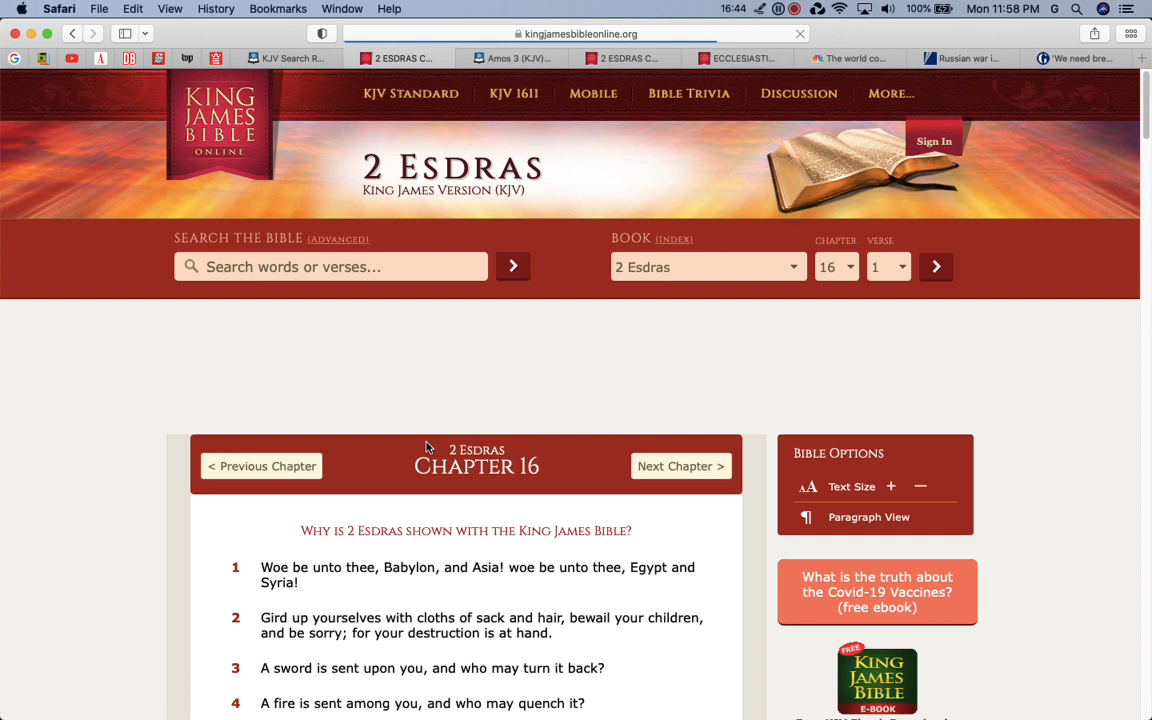 Safari File Edit View History Bookmarks Window Help 16:44 100% Mon 11:58 PM G
kingjamesbibleonline.org
G A DB top KJV Search R... 2 ESDRAS C... Amos 3 (KJV)... 2 ESDRAS C... ECCLESIASTI... The world co... Russian war i... 'We need bre...
KING
JAMES
BIBLE
ONLINE
KJV STANDARD KJV 1611 MOBILE BIBLE TRIVIA DISCUSSION MORE...
Sign In
2 ESDRAS
KING JAMES VERSION (KJV)
SEARCH THE BIBLE (ADVANCED) BOOK (INDEX) CHAPTER VERSE
Search words or verses... 2 Esdras 16 1
2 ESDRAS
< Previous Chapter CHAPTER 16 Next Chapter >
WHY IS 2 ESDRAS SHOWN WITH THE KING JAMES BIBLE?
1 Woe be unto thee, Babylon, and Asia! woe be unto thee, Egypt and
Syria!
2 Gird up yourselves with cloths of sack and hair, bewail your children,
and be sorry; for your destruction is at hand.
3 A sword is sent upon you, and who may turn it back?
4 A fire is sent among you, and who may quench it?
BIBLE OPTIONS
AA Text Size + −
¶ Paragraph View
What is the truth about
the Covid-19 Vaccines?
(free ebook)
FREE
KING
JAMES
BIBLE
E-BOOK